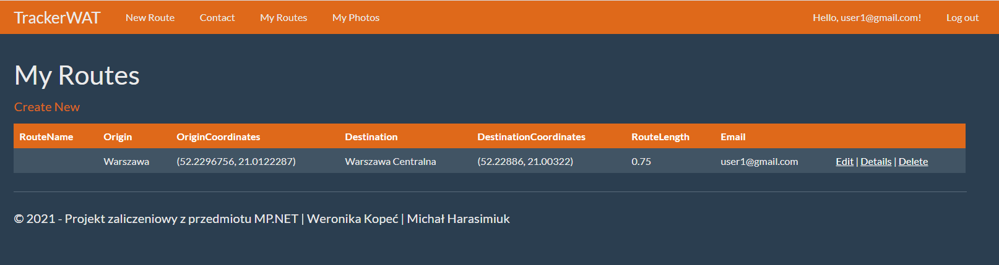 TrackerWAT New Route Contact My Routes My Photos Hello, user1@gmail.com! Log out
My Routes
Create New
RouteName Origin OriginCoordinates Destination DestinationCoordinates RouteLength Email
Warszawa (52.2296756, 21.0122287) Warszawa Centralna (52.22886, 21.00322) 0.75 user1@gmail.com Edit | Details | Delete
© 2021 - Projekt zaliczeniowy z przedmiotu MP.NET | Weronika Kopeć | Michał Harasimiuk